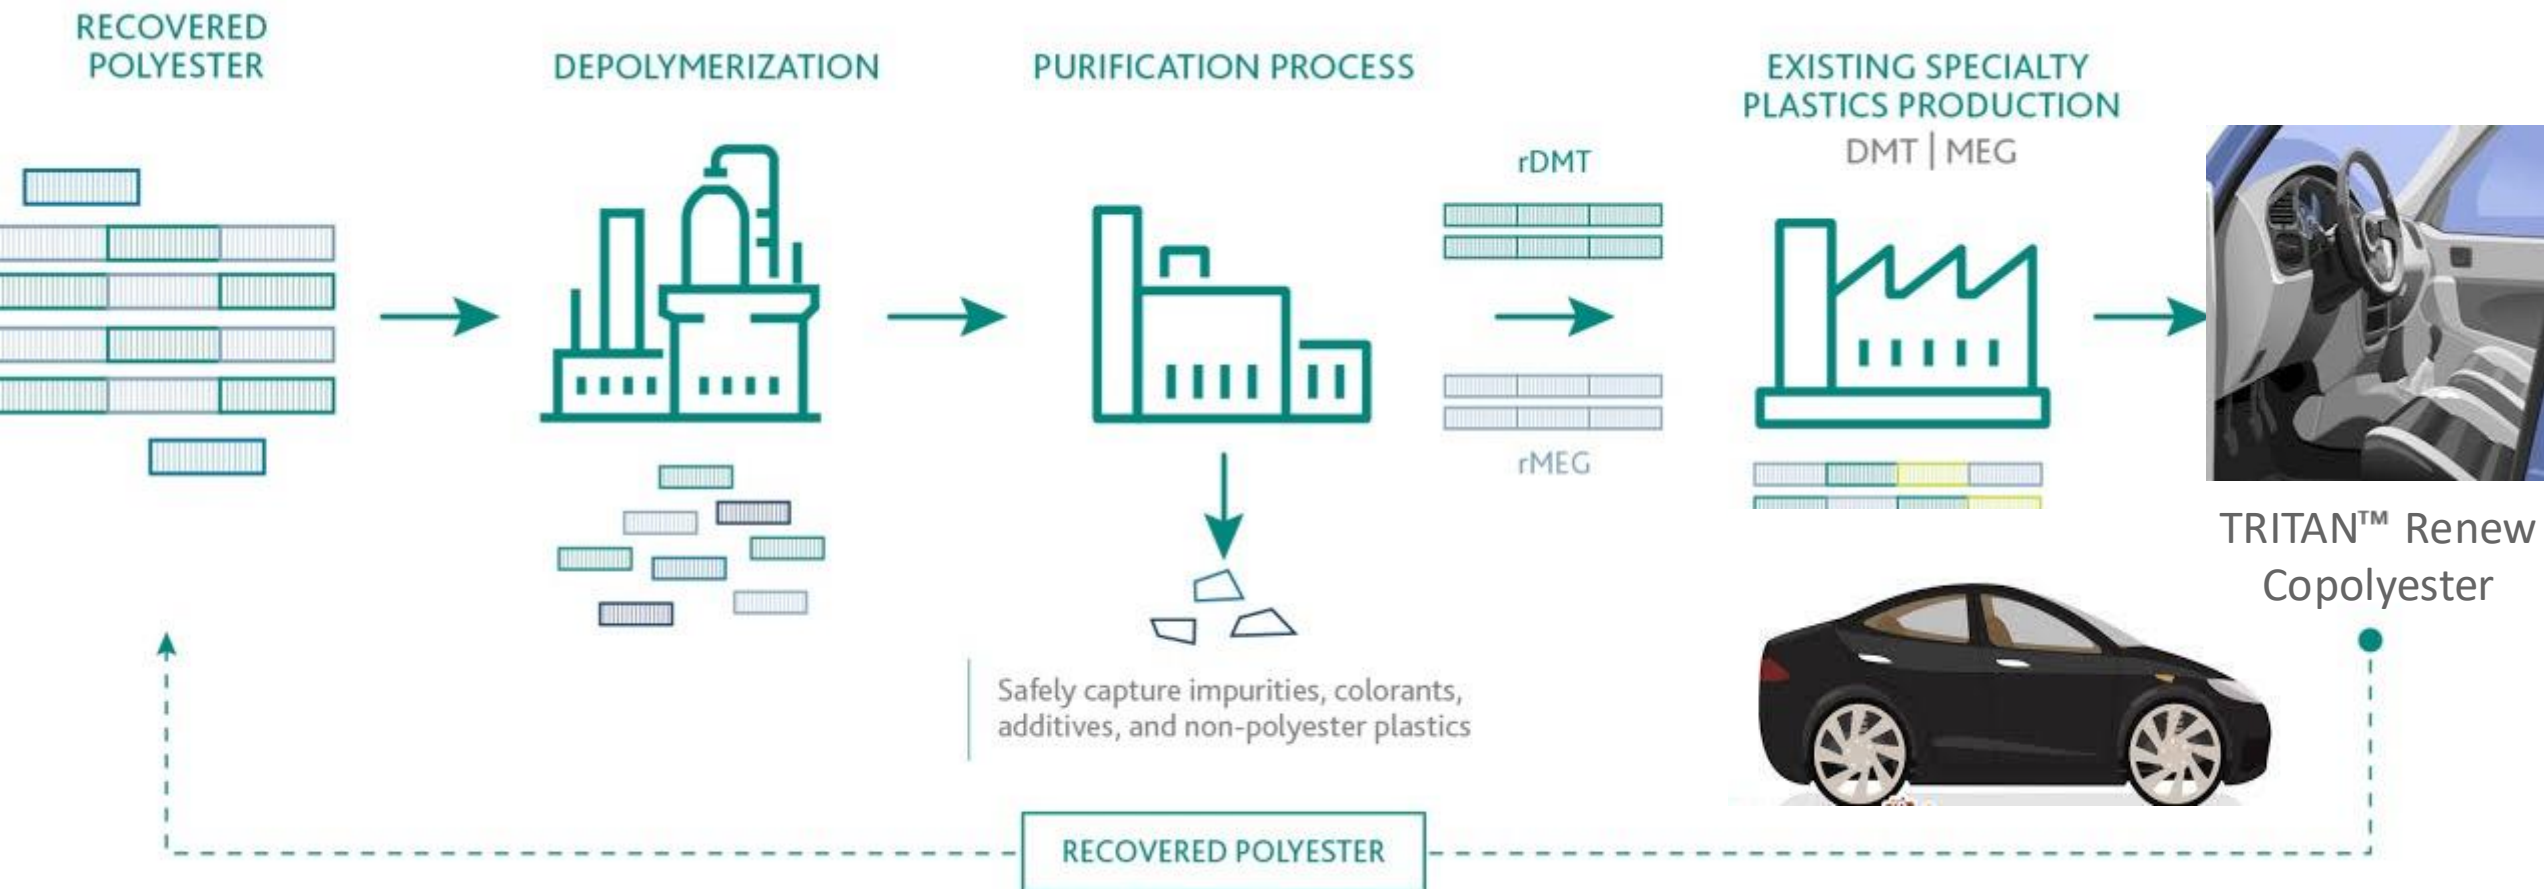 RECOVERED
POLYESTER
DEPOLYMERIZATION
PURIFICATION PROCESS
rDMT
rMEG
EXISTING SPECIALTY
PLASTICS PRODUCTION
DMT | MEG
TRITAN™ Renew
Copolyester
Safely capture impurities, colorants,
additives, and non-polyester plastics
RECOVERED POLYESTER